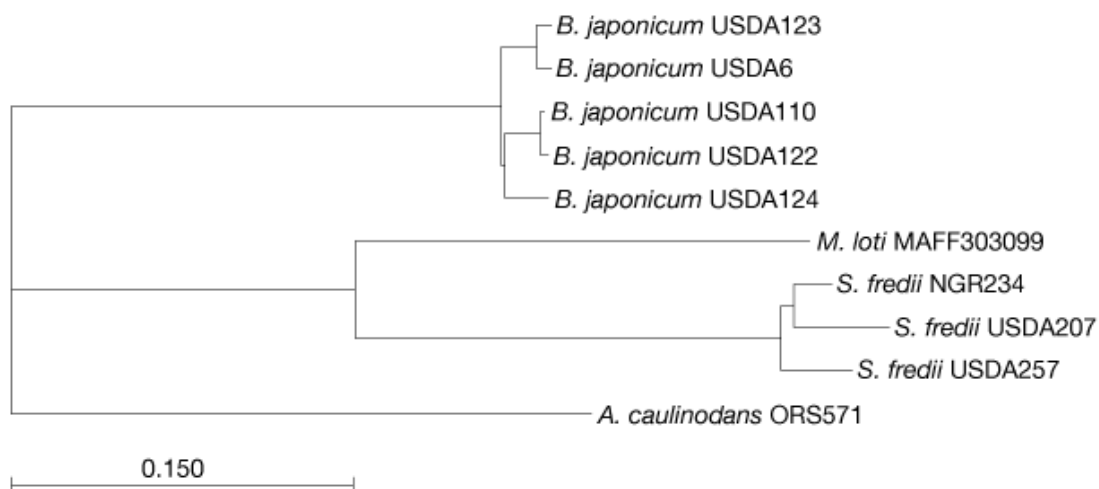 B. japonicum USDA123
B. japonicum USDA6
B. japonicum USDA110
B. japonicum USDA122
B. japonicum USDA124
M. loti MAFF303099
S. fredii NGR234
S. fredii USDA207
S. fredii USDA257
A. caulinodans ORS571
0.150